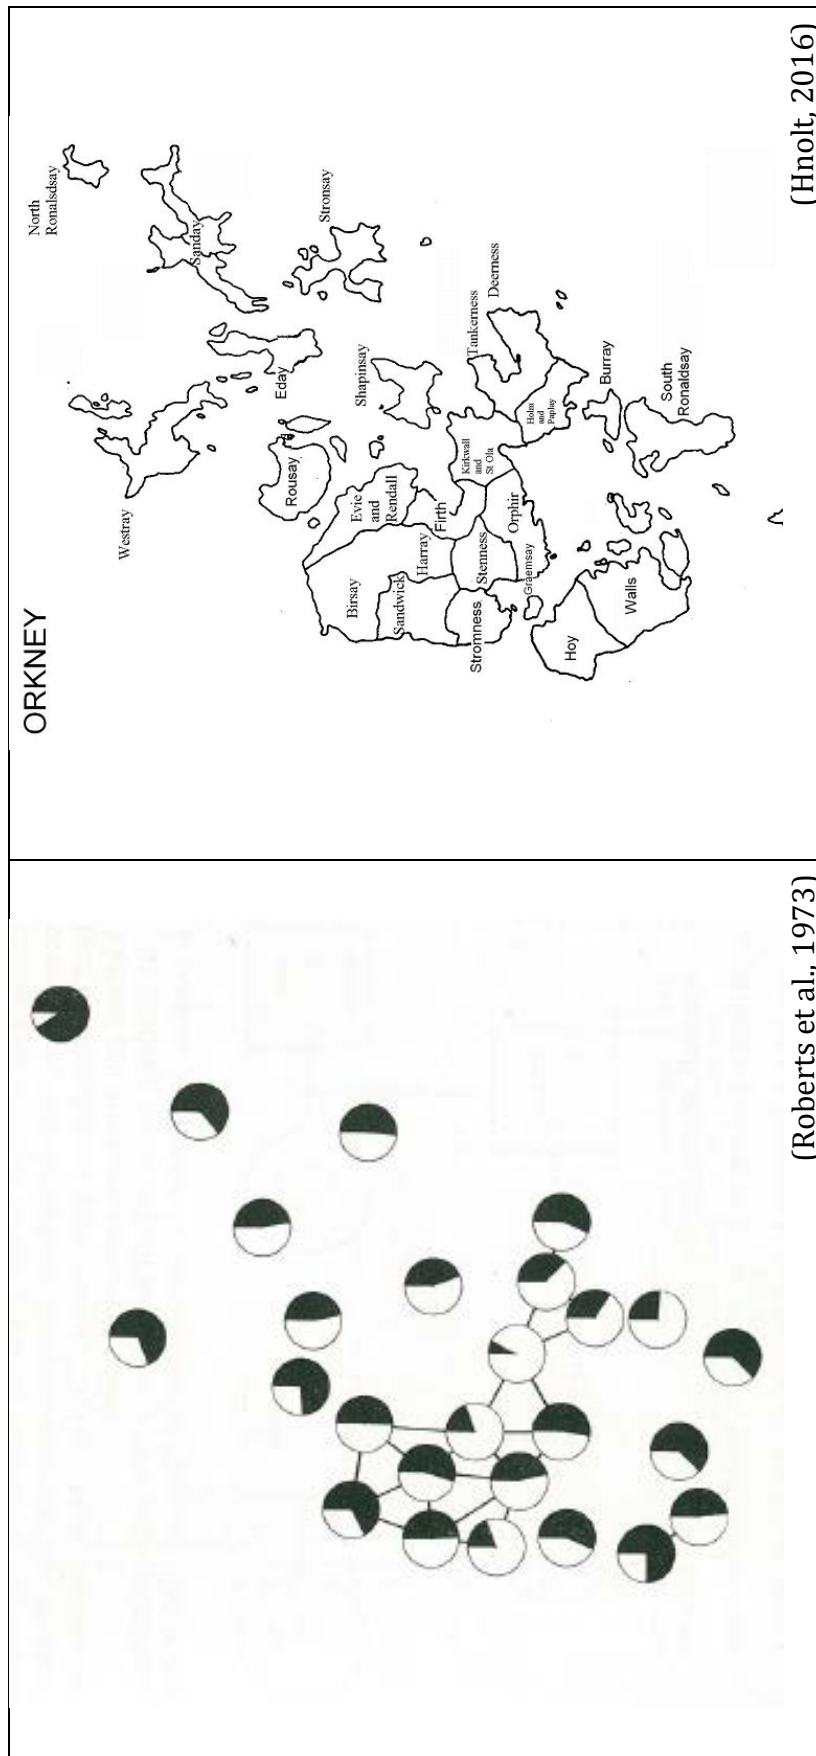 ORKNEY
North
Ronalsdsay
Westray
Sanday
Stronsay
Eday
Rousay
Shapinsay
Evie
and
Rendall
Birsay
Harray
Sandwick
Firth
Kirkwall
and
St Ola
Tankerness
Deerness
Holm
and
Paplay
Stenness
Orphir
Stromness
Graemsay
Burray
South
Ronaldsay
Hoy
Walls
(Hnolt, 2016)
(Roberts et al., 1973)